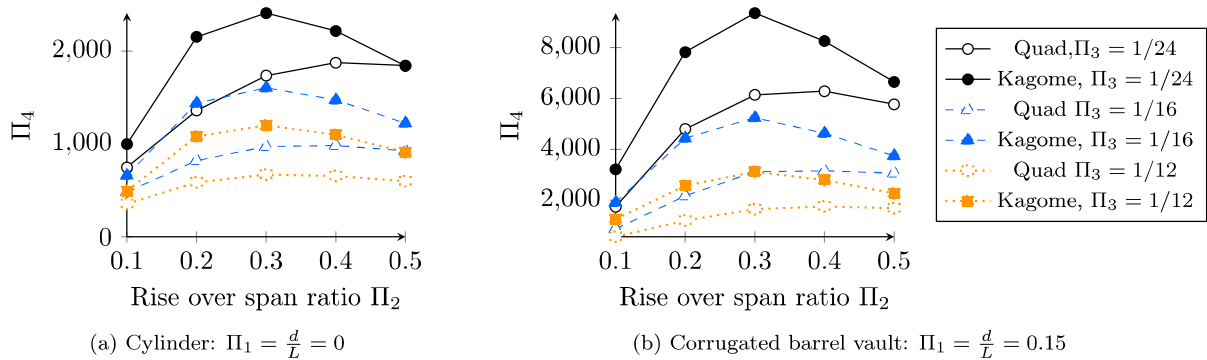 2,000
1,000
0
Π₄
0.1 0.2 0.3 0.4 0.5
Rise over span ratio Π₂
(a) Cylinder: Π₁ = d/L = 0
8,000
6,000
4,000
2,000
Π₄
0.1 0.2 0.3 0.4 0.5
Rise over span ratio Π₂
(b) Corrugated barrel vault: Π₁ = d/L = 0.15
Quad,Π₃ = 1/24
Kagome, Π₃ = 1/24
Quad Π₃ = 1/16
Kagome, Π₃ = 1/16
Quad Π₃ = 1/12
Kagome, Π₃ = 1/12